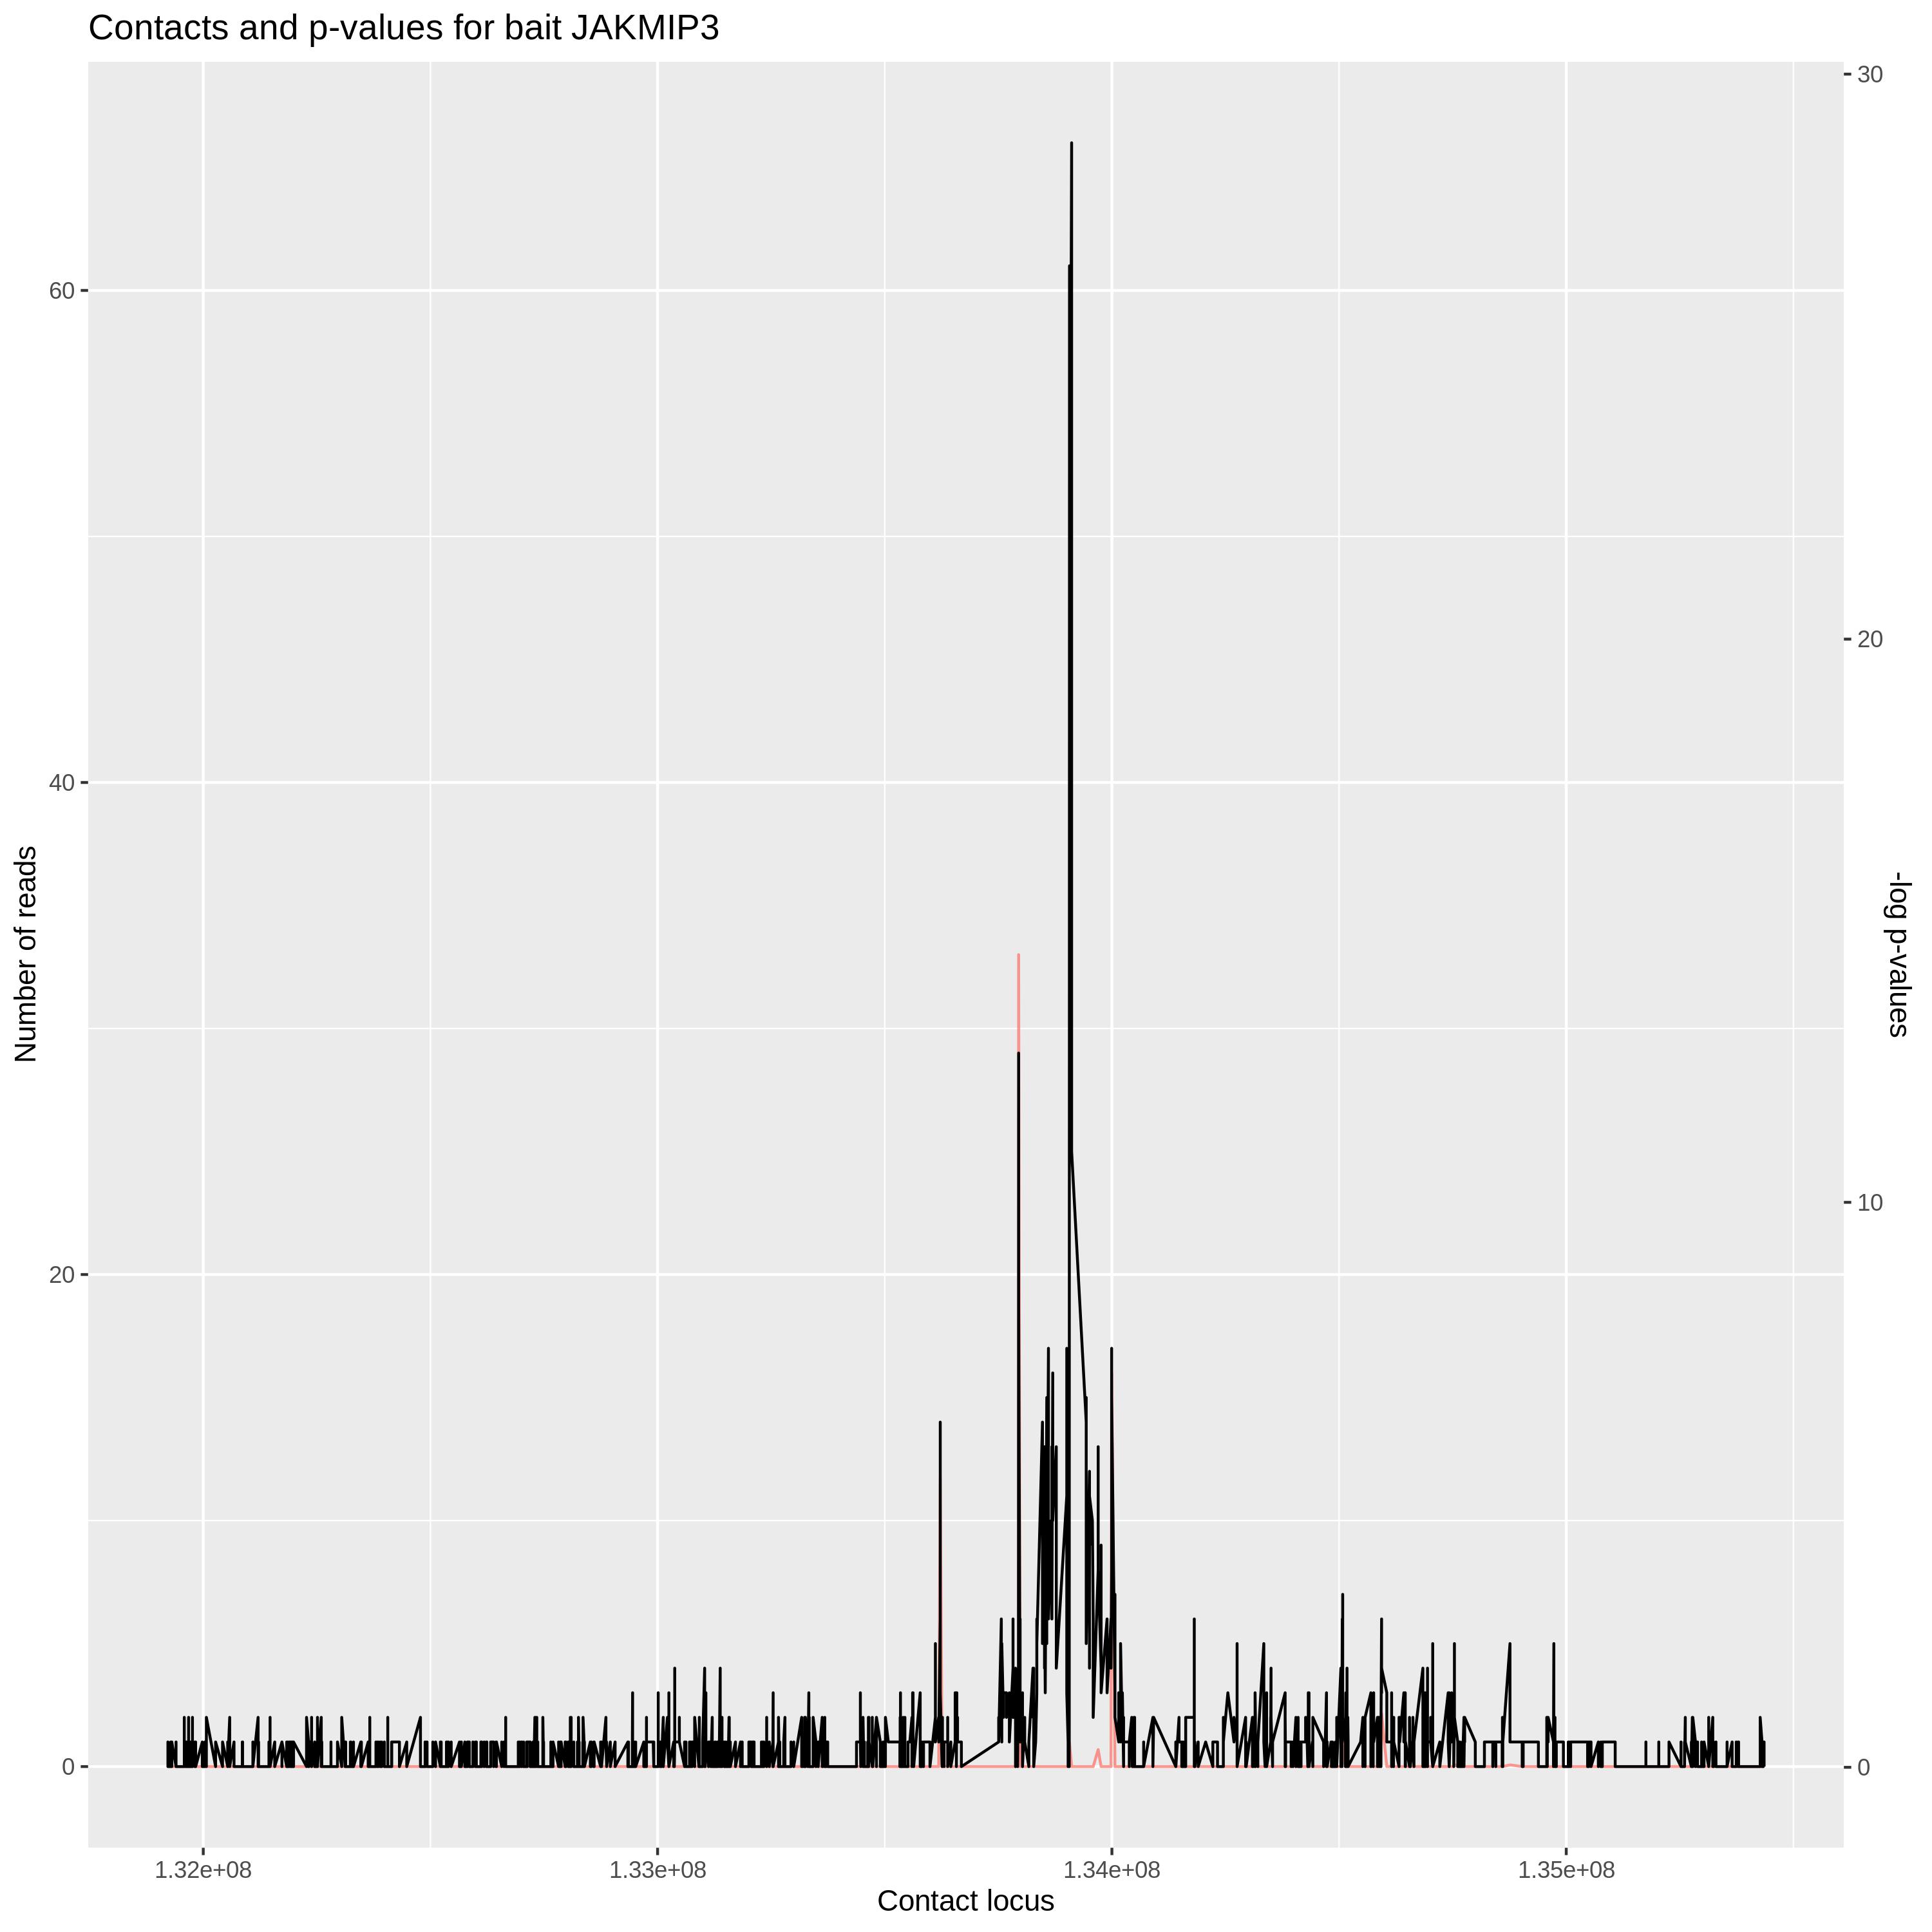 Contacts and p-values for bait JAKMIP3
30
60
20
40
Number of reads
-log p-values
10
20
0
0
1.32e+08
1.33e+08
1.34e+08
1.35e+08
Contact locus